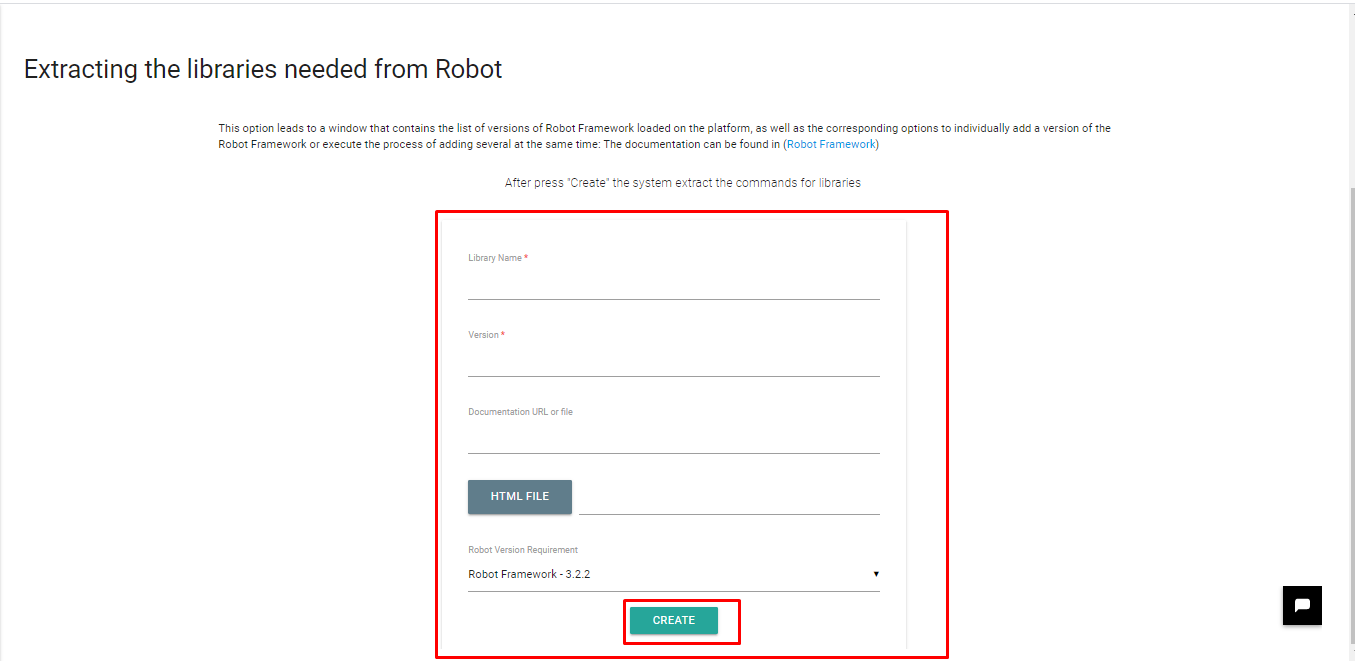 Extracting the libraries needed from Robot
This option leads to a window that contains the list of versions of Robot Framework loaded on the platform, as well as the corresponding options to individually add a version of the
Robot Framework or execute the process of adding several at the same time: The documentation can be found in (Robot Framework)
After press "Create" the system extract the commands for libraries
Library Name *
Version *
Documentation URL or file
HTML FILE
Robot Version Requirement
Robot Framework - 3.2.2
CREATE